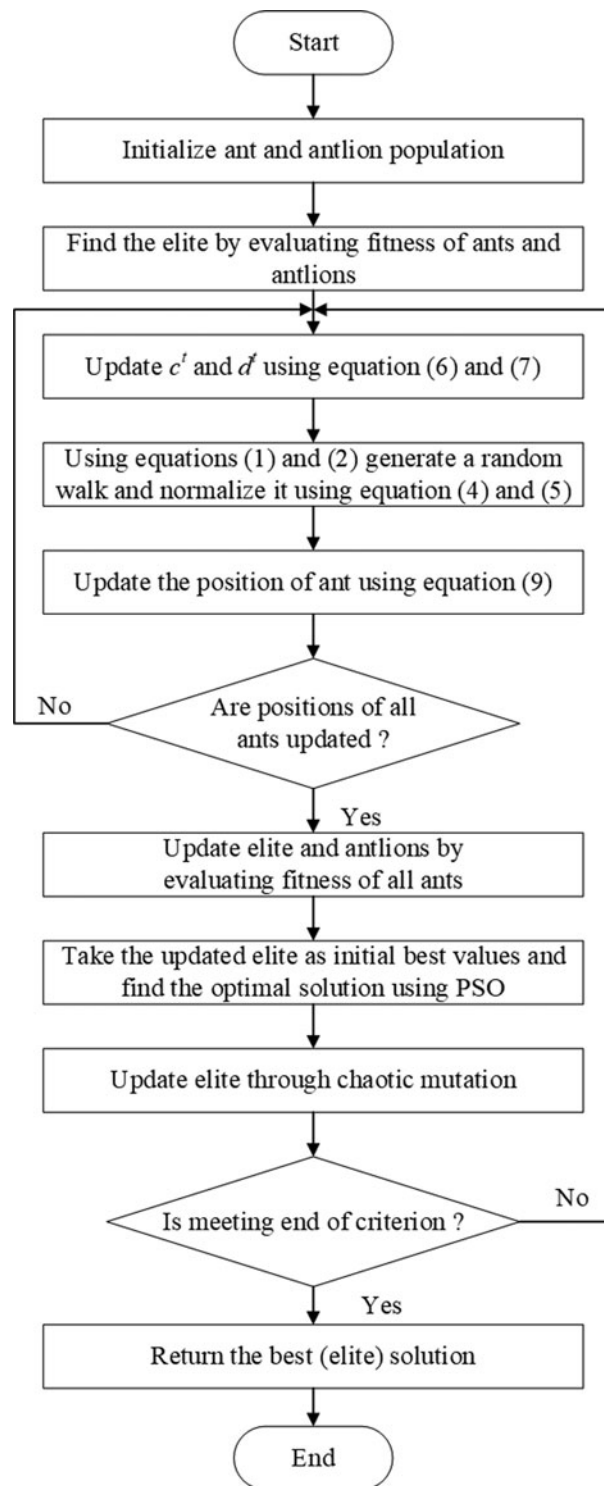 Start
Initialize ant and antlion population
Find the elite by evaluating fitness of ants and
antlions
Update c^t and d^t using equation (6) and (7)
Using equations (1) and (2) generate a random
walk and normalize it using equation (4) and (5)
Update the position of ant using equation (9)
No
Are positions of all
ants updated ?
Yes
Update elite and antlions by
evaluating fitness of all ants
Take the updated elite as initial best values and
find the optimal solution using PSO
Update elite through chaotic mutation
Is meeting end of criterion ?
No
Yes
Return the best (elite) solution
End